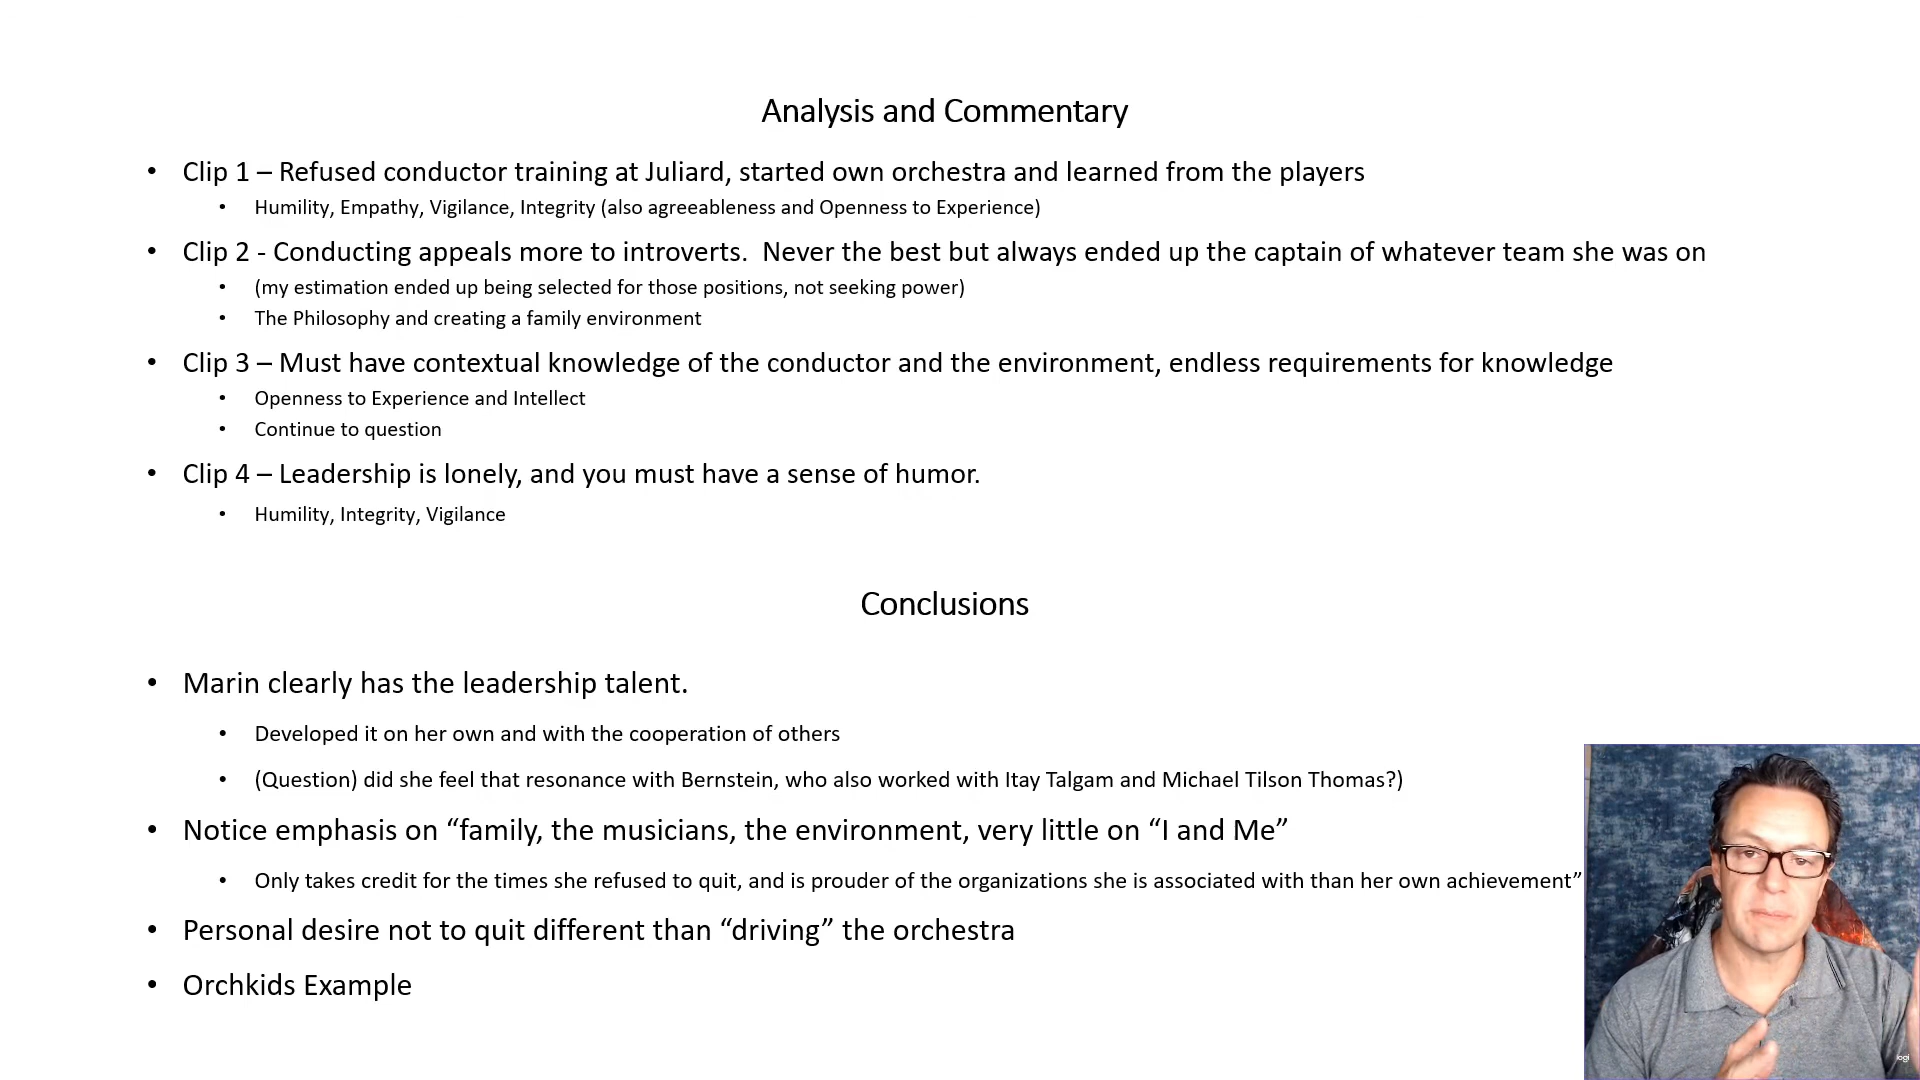 Analysis and Commentary
• Clip 1 – Refused conductor training at Juliard, started own orchestra and learned from the players
• Humility, Empathy, Vigilance, Integrity (also agreeableness and Openness to Experience)
• Clip 2 - Conducting appeals more to introverts.  Never the best but always ended up the captain of whatever team she was on
• (my estimation ended up being selected for those positions, not seeking power)
• The Philosophy and creating a family environment
• Clip 3 – Must have contextual knowledge of the conductor and the environment, endless requirements for knowledge
• Openness to Experience and Intellect
• Continue to question
• Clip 4 – Leadership is lonely, and you must have a sense of humor.
• Humility, Integrity, Vigilance
Conclusions
• Marin clearly has the leadership talent.
• Developed it on her own and with the cooperation of others
• (Question) did she feel that resonance with Bernstein, who also worked with Itay Talgam and Michael Tilson Thomas?)
• Notice emphasis on “family, the musicians, the environment, very little on “I and Me”
• Only takes credit for the times she refused to quit, and is prouder of the organizations she is associated with than her own achievement”
• Personal desire not to quit different than “driving” the orchestra
• Orchkids Example
logi